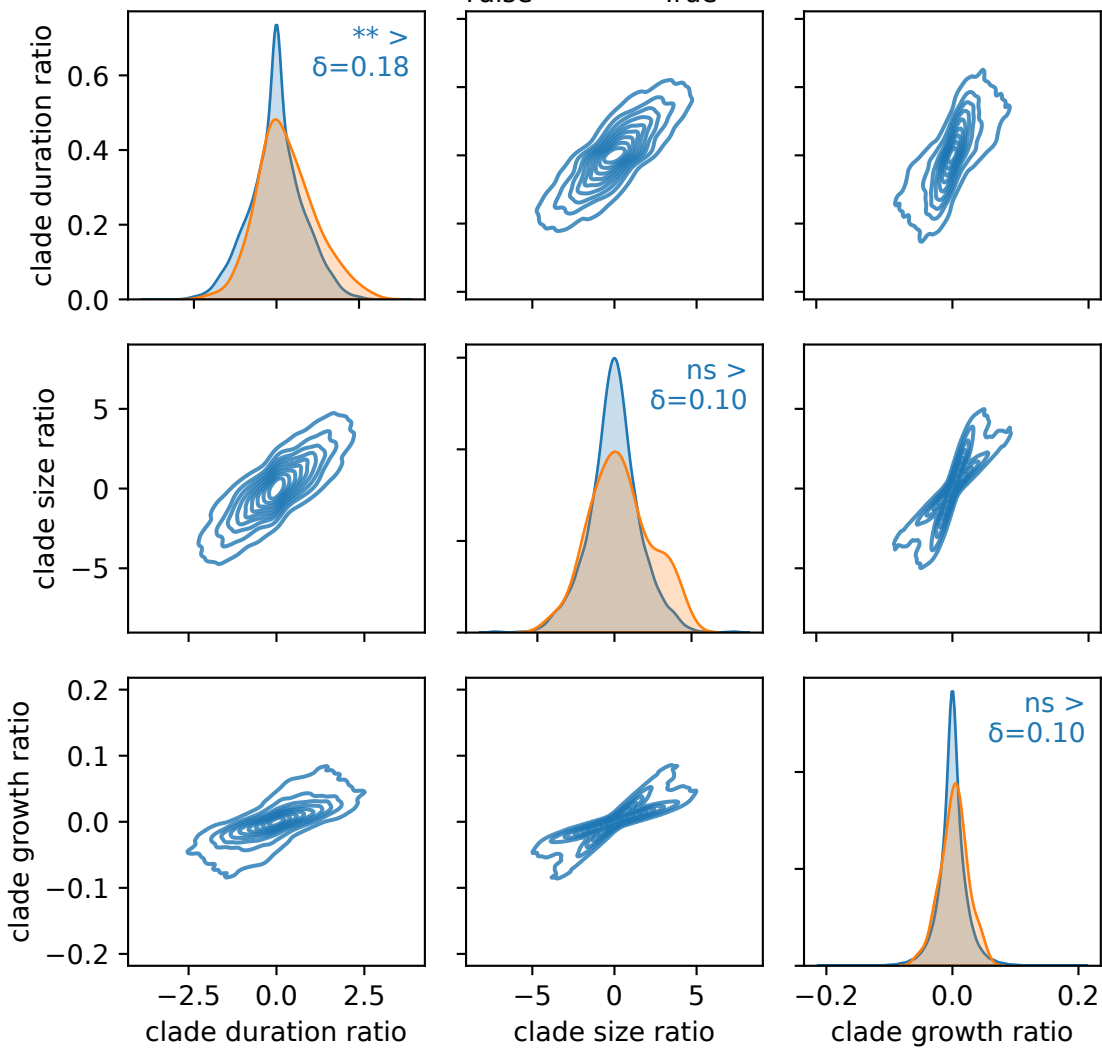 clade duration ratio
0.6
0.4
0.2
0.0
** >
δ=0.18
clade size ratio
5
0
−5
ns >
δ=0.10
clade growth ratio
0.2
0.1
0.0
−0.1
−0.2
ns >
δ=0.10
−2.5 0.0 2.5
−5 0 5
−0.2 0.0 0.2
clade duration ratio
clade size ratio
clade growth ratio